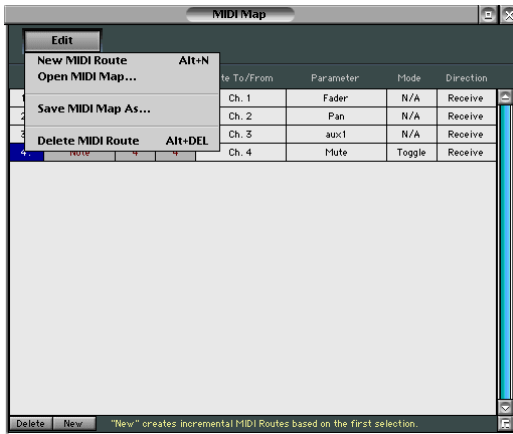 MIDI Map
Edit
New MIDI Route Alt+N
Open MIDI Map...
Save MIDI Map As...
Delete MIDI Route Alt+DEL
te To/From Parameter Mode Direction
1 Ch. 1 Fader N/A Receive
2 Ch. 2 Pan N/A Receive
3 Ch. 3 aux1 N/A Receive
4. Note 4 4 Ch. 4 Mute Toggle Receive
Delete New "New" creates incremental MIDI Routes based on the first selection.